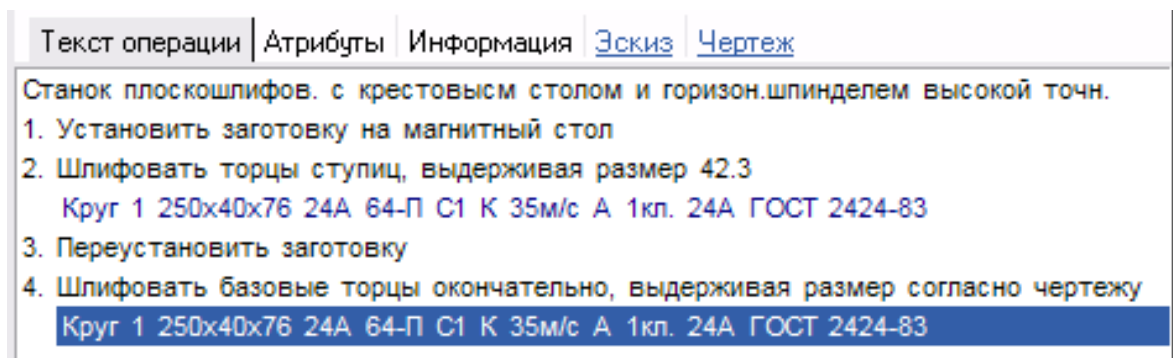 Текст операции Атрибуты Информация Эскиз Чертеж
Станок плоскошлифов. с крестовысм столом и горизон.шпинделем высокой точн.
1. Установить заготовку на магнитный стол
2. Шлифовать торцы ступиц, выдерживая размер 42.3
Круг 1 250х40х76 24А 64-П С1 К 35м/с А 1кл. 24А ГОСТ 2424-83
3. Переустановить заготовку
4. Шлифовать базовые торцы окончательно, выдерживая размер согласно чертежу
Круг 1 250х40х76 24А 64-П С1 К 35м/с А 1кл. 24А ГОСТ 2424-83